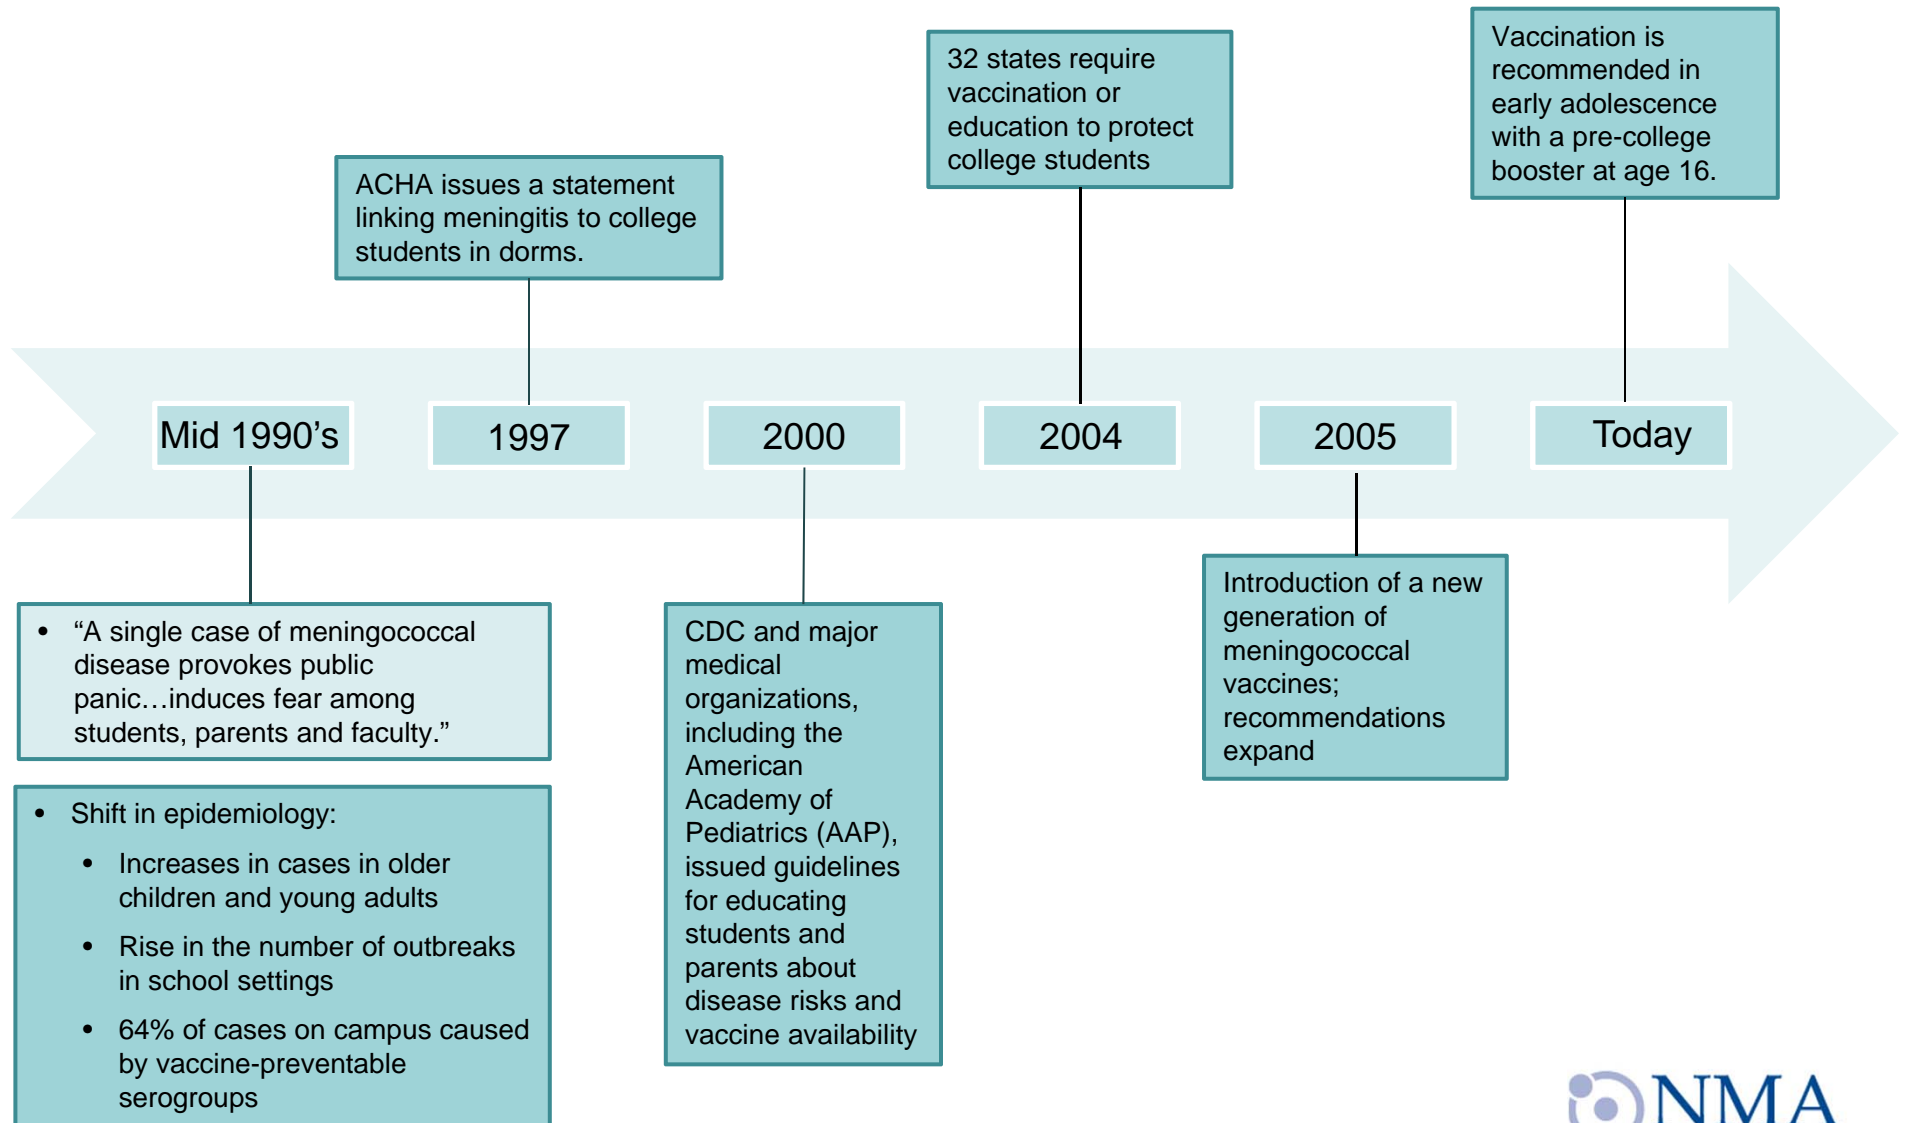 Vaccination is
recommended in
early adolescence
with a pre-college
booster at age 16.
32 states require
vaccination or
education to protect
college students
ACHA issues a statement
linking meningitis to college
students in dorms.
Mid 1990's
1997
2000
2004
2005
Today
• “A single case of meningococcal
disease provokes public
panic…induces fear among
students, parents and faculty.”
• Shift in epidemiology:
• Increases in cases in older
children and young adults
• Rise in the number of outbreaks
in school settings
• 64% of cases on campus caused
by vaccine-preventable
serogroups
CDC and major
medical
organizations,
including the
American
Academy of
Pediatrics (AAP),
issued guidelines
for educating
students and
parents about
disease risks and
vaccine availability
Introduction of a new
generation of
meningococcal
vaccines;
recommendations
expand
NMA